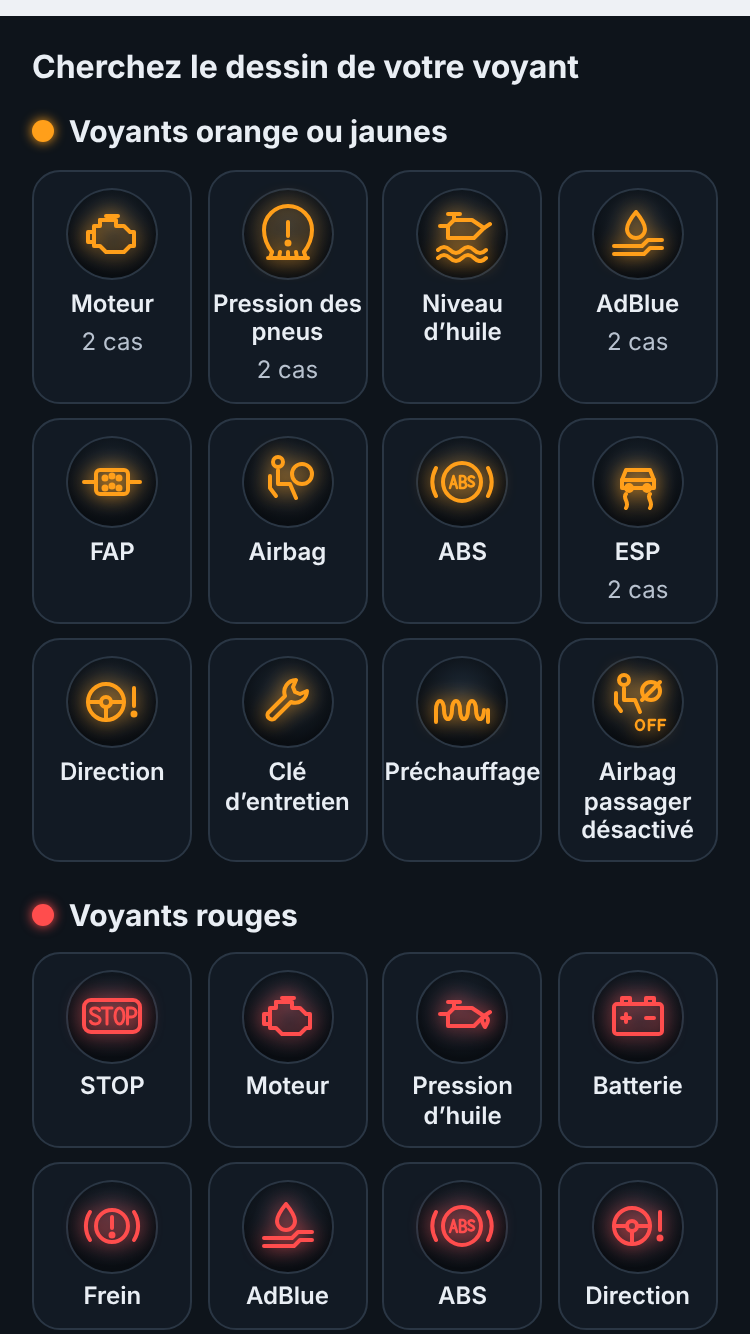 Cherchez le dessin de votre voyant
Voyants orange ou jaunes
Moteur
2 cas
Pression des
pneus
2 cas
Niveau
d’huile
AdBlue
2 cas
FAP
Airbag
ABS
ABS
ESP
2 cas
Direction
Clé
d’entretien
Préchauffage
OFF
Airbag
passager
désactivé
Voyants rouges
STOP
STOP
Moteur
Pression
d’huile
Batterie
Frein
AdBlue
ABS
ABS
Direction